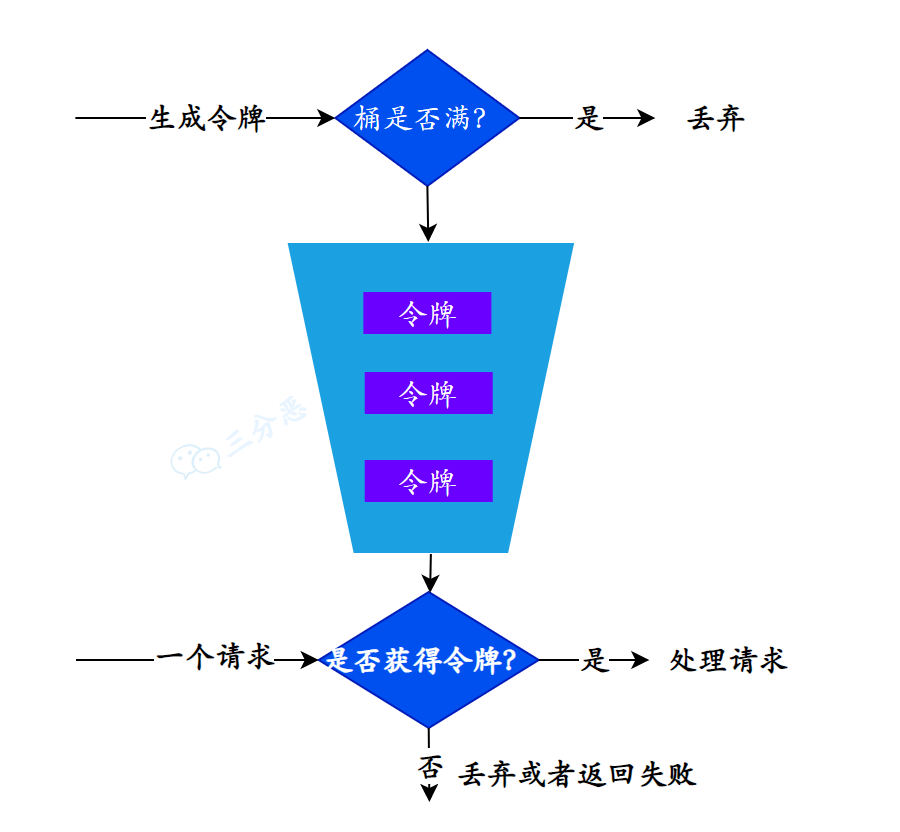 生成令牌
桶是否满?
是
丢弃
令牌
令牌
三分恶
令牌
一个请求
是否获得令牌?
是
处理请求
否
丢弃或者返回失败